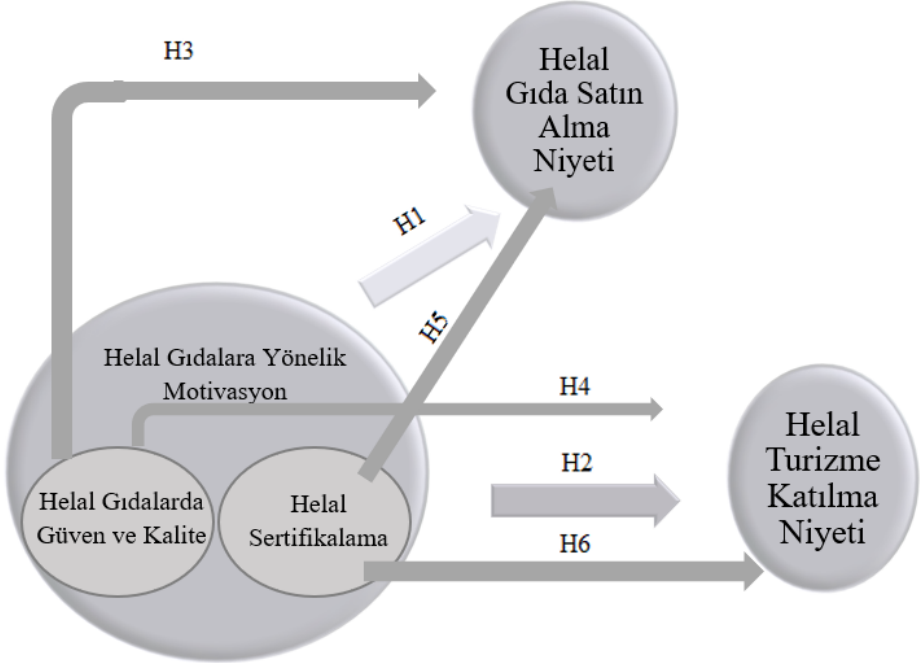 H3
Helal
Gıda Satın
Alma
Niyeti
H1
H5
Helal Gıdalara Yönelik
Motivasyon
H4
Helal
Turizme
Katılma
Niyeti
H2
Helal Gıdalarda
Güven ve Kalite
Helal
Sertifikalama
H6